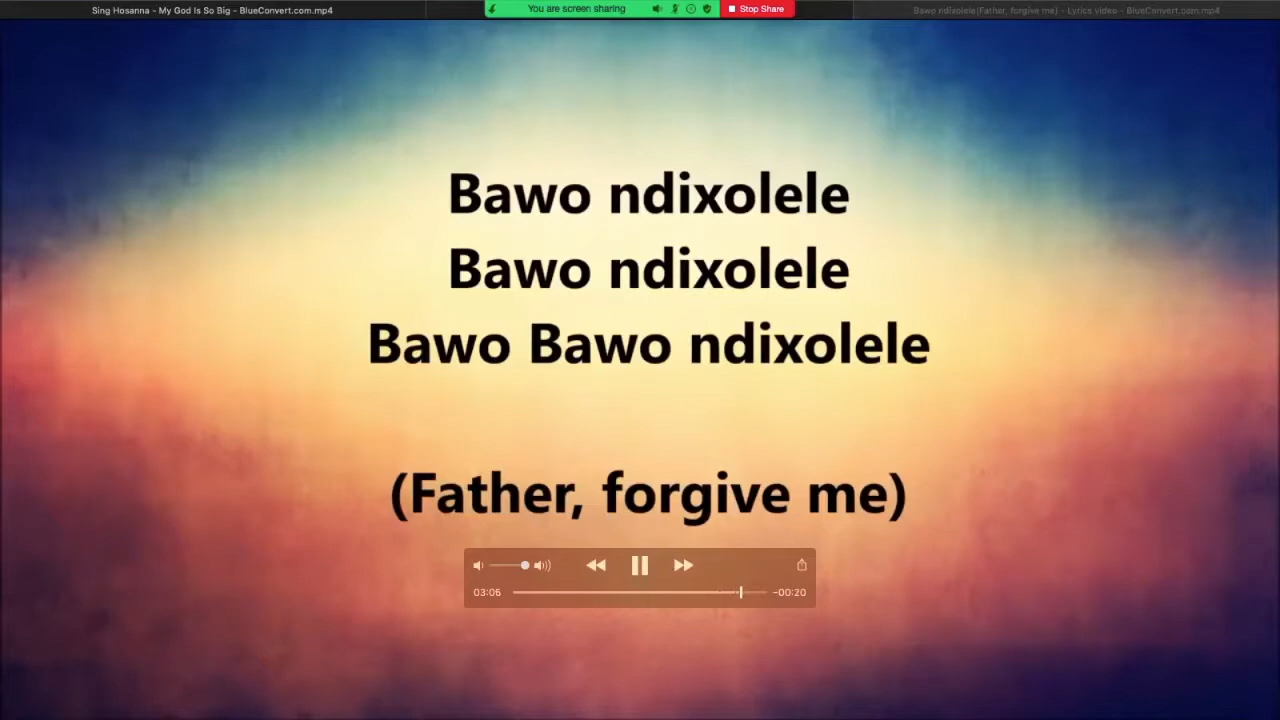 Sing Hosanna - My God Is So Big - BlueConvert.com.mp4
You are screen sharing
Stop Share
Bawo ndixolele(Father, forgive me) - Lyrics video - BlueConvert.com.mp4
Bawo ndixolele
Bawo ndixolele
Bawo Bawo ndixolele
(Father, forgive me)
03:06
-00:20